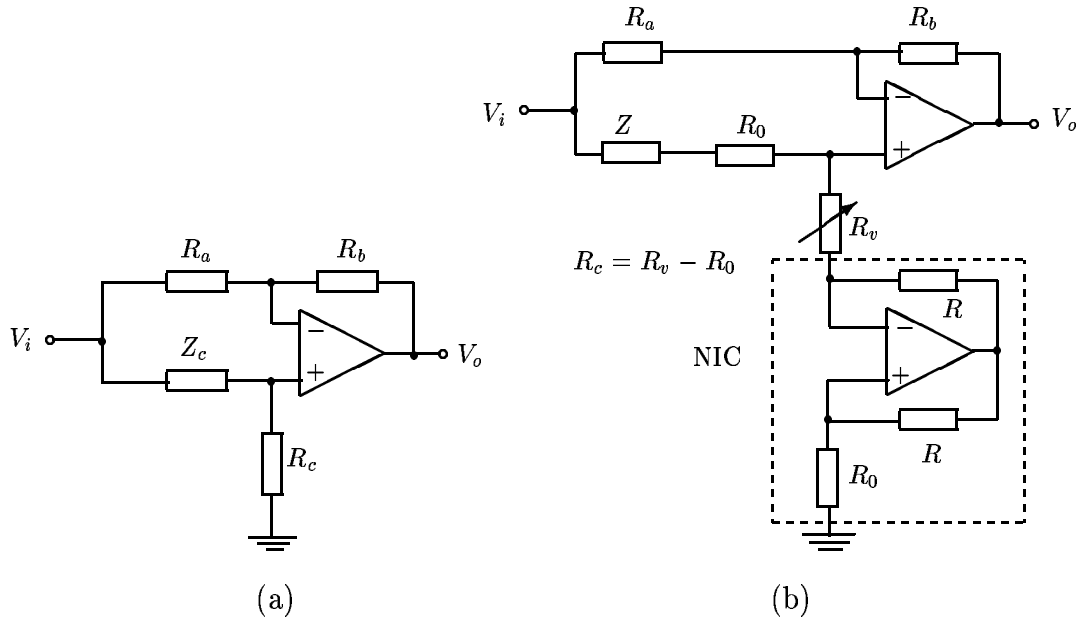 R_a
R_b
V_i
−
+
Z
R_0
V_o
R_v
R_c = R_v − R_0
NIC
R
−
+
R
R_0
(b)
R_a
R_b
V_i
−
+
Z_c
V_o
R_c
(a)